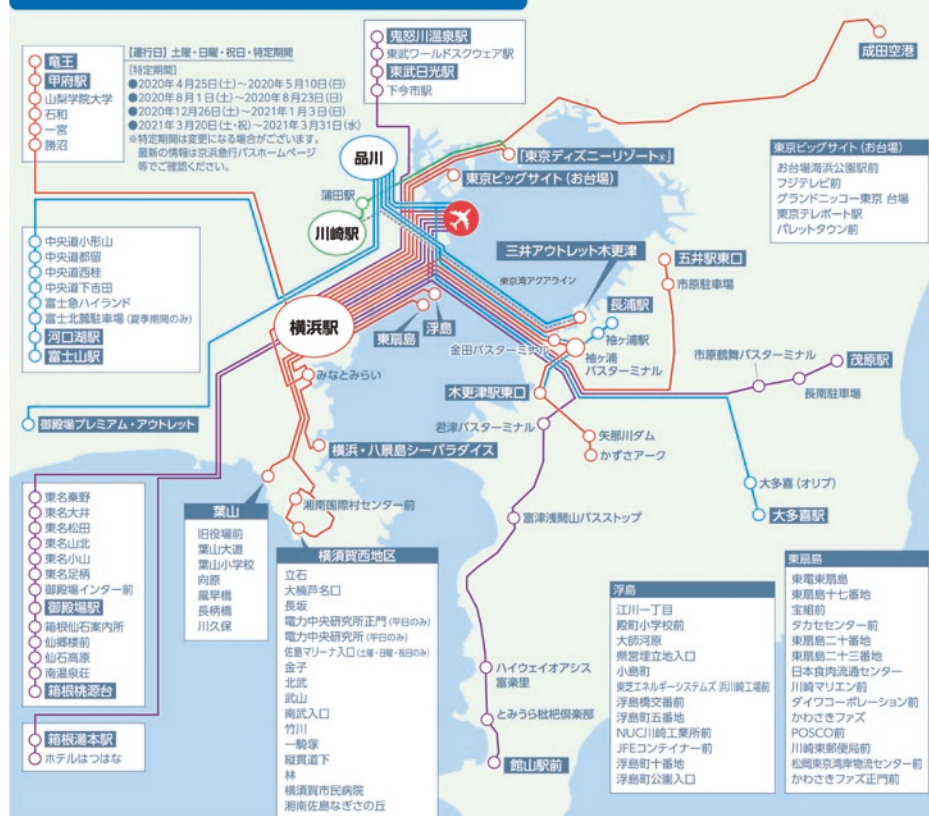 竜王
甲府駅
山梨学院大学
石和
一宮
勝沼
【運行日】土曜・日曜・祝日・特定期間
[特定期間]
●2020年4月25日(土)～2020年5月10日(日)
●2020年8月1日(土)～2020年8月23日(日)
●2020年12月26日(土)～2021年1月3日(日)
●2021年3月20日(土・祝)～2021年3月31日(水)
※特定期間は変更になる場合がございます。
最新の情報は京浜急行バスホームページ
等でご確認ください。
鬼怒川温泉駅
東武ワールドスクウェア駅
東武日光駅
下今市駅
成田空港
品川
蒲田駅
川崎駅
「東京ディズニーリゾート®」
東京ビッグサイト(お台場)
東京ビッグサイト(お台場)
お台場海浜公園駅前
フジテレビ前
グランドニッコー東京 台場
東京テレポート駅
パレットタウン前
中央道小形山
中央道都留
中央道西桂
中央道下吉田
富士急ハイランド
富士北麓駐車場(夏季期間のみ)
河口湖駅
富士山駅
御殿場プレミアム・アウトレット
横浜駅
東扇島
浮島
みなとみらい
横浜・八景島シーパラダイス
湘南国際村センター前
三井アウトレット木更津
東京湾アクアライン
五井駅東口
市原駐車場
長浦駅
袖ヶ浦駅
金田バスターミナル
袖ヶ浦
バスターミナル
市原鶴舞バスターミナル
茂原駅
長南駐車場
木更津駅東口
君津バスターミナル
矢那川ダム
かずさアーク
大多喜(オリブ)
大多喜駅
富津浅間山バスストップ
ハイウェイオアシス
富楽里
とみうら枇杷倶楽部
館山駅前
東名秦野
東名大井
東名松田
東名山北
東名小山
東名足柄
御殿場インター前
御殿場駅
箱根仙石案内所
仙郷楼前
仙石高原
南温泉荘
箱根桃源台
箱根湯本駅
ホテルはつはな
葉山
旧役場前
葉山大道
葉山小学校
向原
風早橋
長柄橋
川久保
横須賀西地区
立石
大楠芦名口
長坂
電力中央研究所正門(平日のみ)
電力中央研究所(平日のみ)
佐島マリーナ入口(土曜・日曜・祝日のみ)
金子
北武
武山
南武入口
竹川
一騎塚
縦貫道下
林
横須賀市民病院
湘南佐島なぎさの丘
浮島
江川一丁目
殿町小学校前
大師河原
県営埋立地入口
小島町
東芝エネルギーシステムズ 浜川崎工場前
浮島橋交番前
浮島町五番地
NUC川崎工業所前
JFEコンテイナー前
浮島町十番地
浮島町公園入口
東扇島
東電東扇島
東扇島十七番地
宝組前
タカセセンター前
東扇島二十番地
東扇島二十三番地
日本食肉流通センター
川崎マリエン前
ダイワコーポレーション前
かわさきファズ
POSCO前
川崎東郵便局前
松岡東京湾岸物流センター前
かわさきファズ正門前